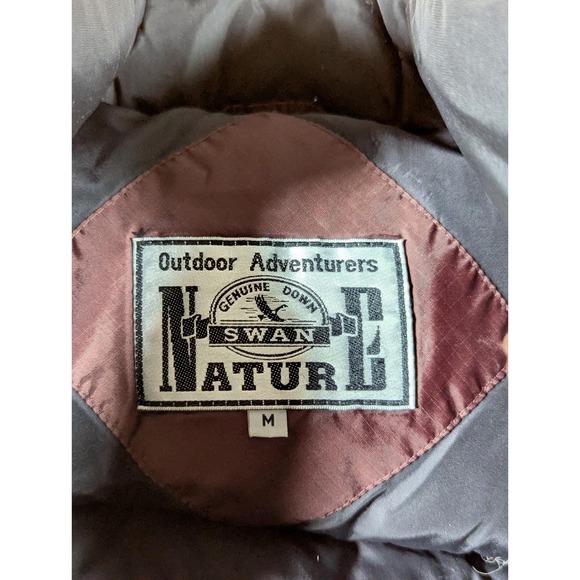 Outdoor Adventurers
GENUINE DOWN
SWAN
NATURE
M